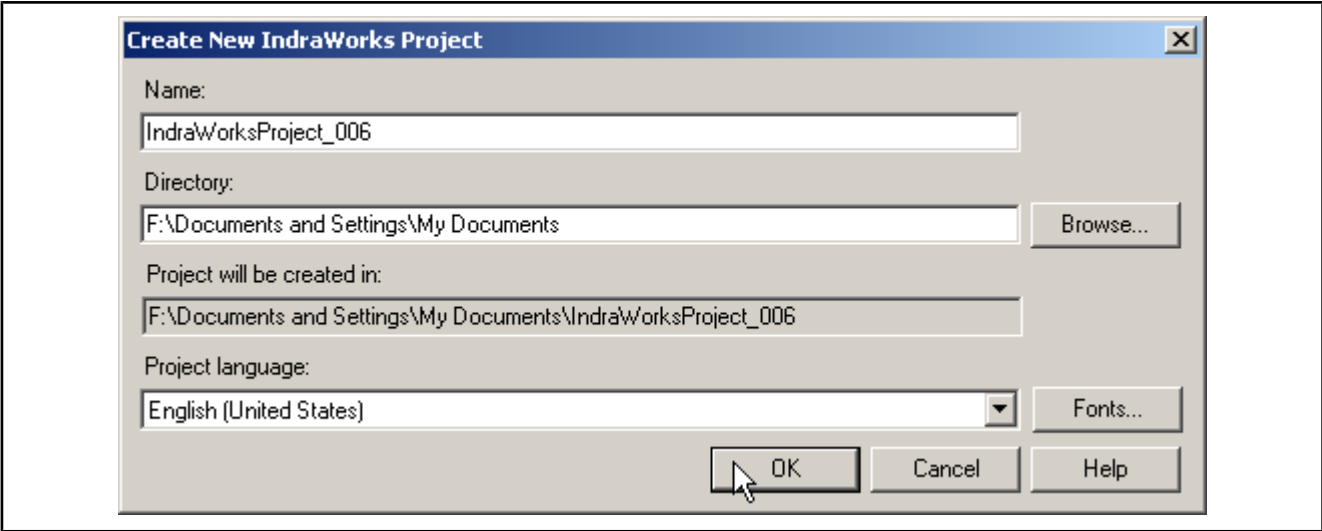 Create New IndraWorks Project
Name:
IndraWorksProject_006
Directory:
F:\Documents and Settings\My Documents
Browse...
Project will be created in:
F:\Documents and Settings\My Documents\IndraWorksProject_006
Project language:
English (United States)
Fonts...
OK Cancel Help